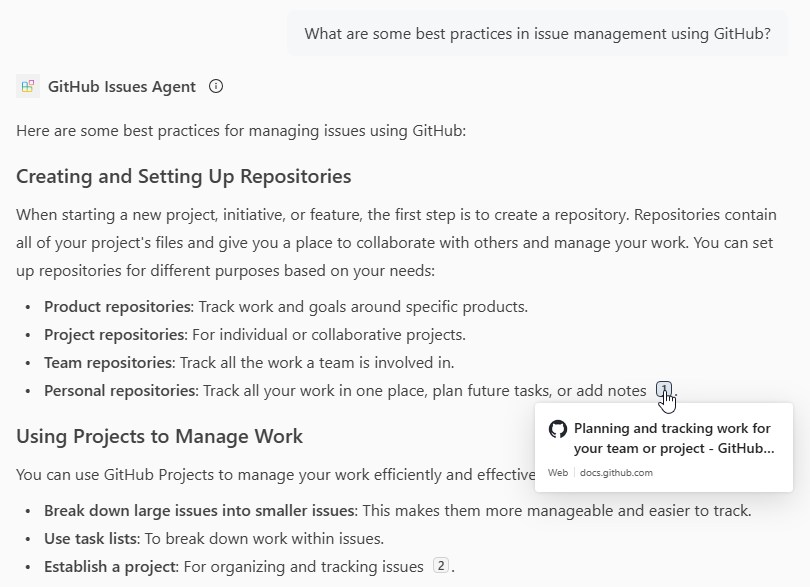 What are some best practices in issue management using GitHub?
GitHub Issues Agent
Here are some best practices for managing issues using GitHub:
Creating and Setting Up Repositories
When starting a new project, initiative, or feature, the first step is to create a repository. Repositories contain
all of your project's files and give you a place to collaborate with others and manage your work. You can set
up repositories for different purposes based on your needs:
• Product repositories: Track work and goals around specific products.
• Project repositories: For individual or collaborative projects.
• Team repositories: Track all the work a team is involved in.
• Personal repositories: Track all your work in one place, plan future tasks, or add notes 1.
Planning and tracking work for
your team or project - GitHub...
Web | docs.github.com
Using Projects to Manage Work
You can use GitHub Projects to manage your work efficiently and effective
• Break down large issues into smaller issues: This makes them more manageable and easier to track.
• Use task lists: To break down work within issues.
• Establish a project: For organizing and tracking issues 2.